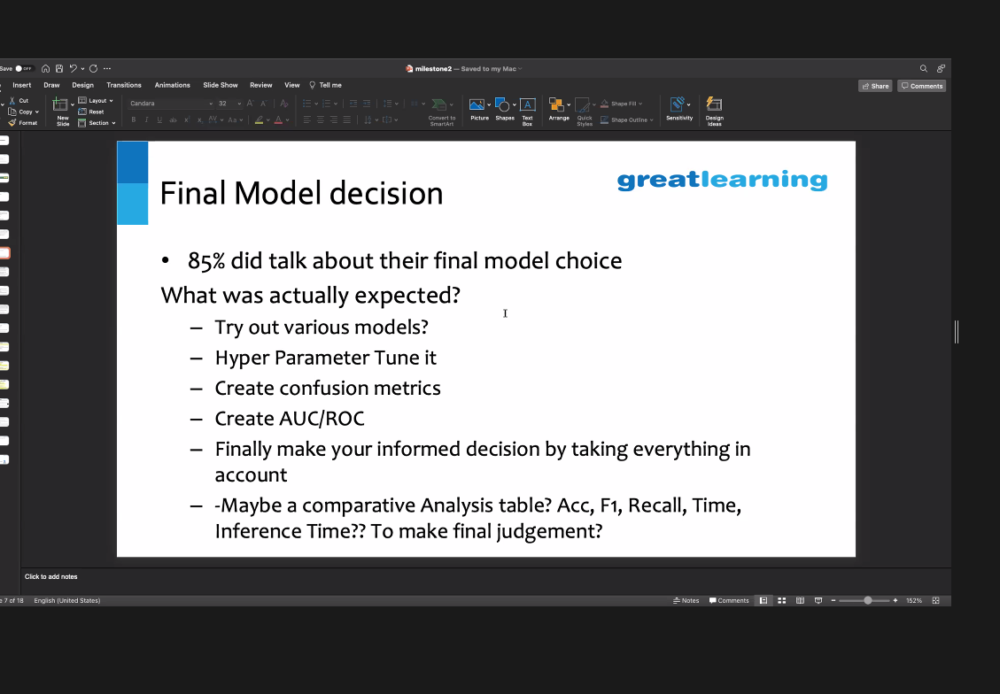 Save OFF
milestone2 — Saved to my Mac
Insert Draw Design Transitions Animations Slide Show Review View Tell me
Share Comments
Cut
Copy
Format
New Slide
Layout
Reset
Section
Candara 32
Convert to SmartArt
Picture
Shapes
Text Box
Arrange
Quick Styles
Shape Fill
Shape Outline
Sensitivity
Design Ideas
greatlearning
Final Model decision
• 85% did talk about their final model choice
What was actually expected?
– Try out various models?
– Hyper Parameter Tune it
– Create confusion metrics
– Create AUC/ROC
– Finally make your informed decision by taking everything in
account
– -Maybe a comparative Analysis table? Acc, F1, Recall, Time,
Inference Time?? To make final judgement?
Click to add notes
e 7 of 18 English (United States)
Notes Comments 152%